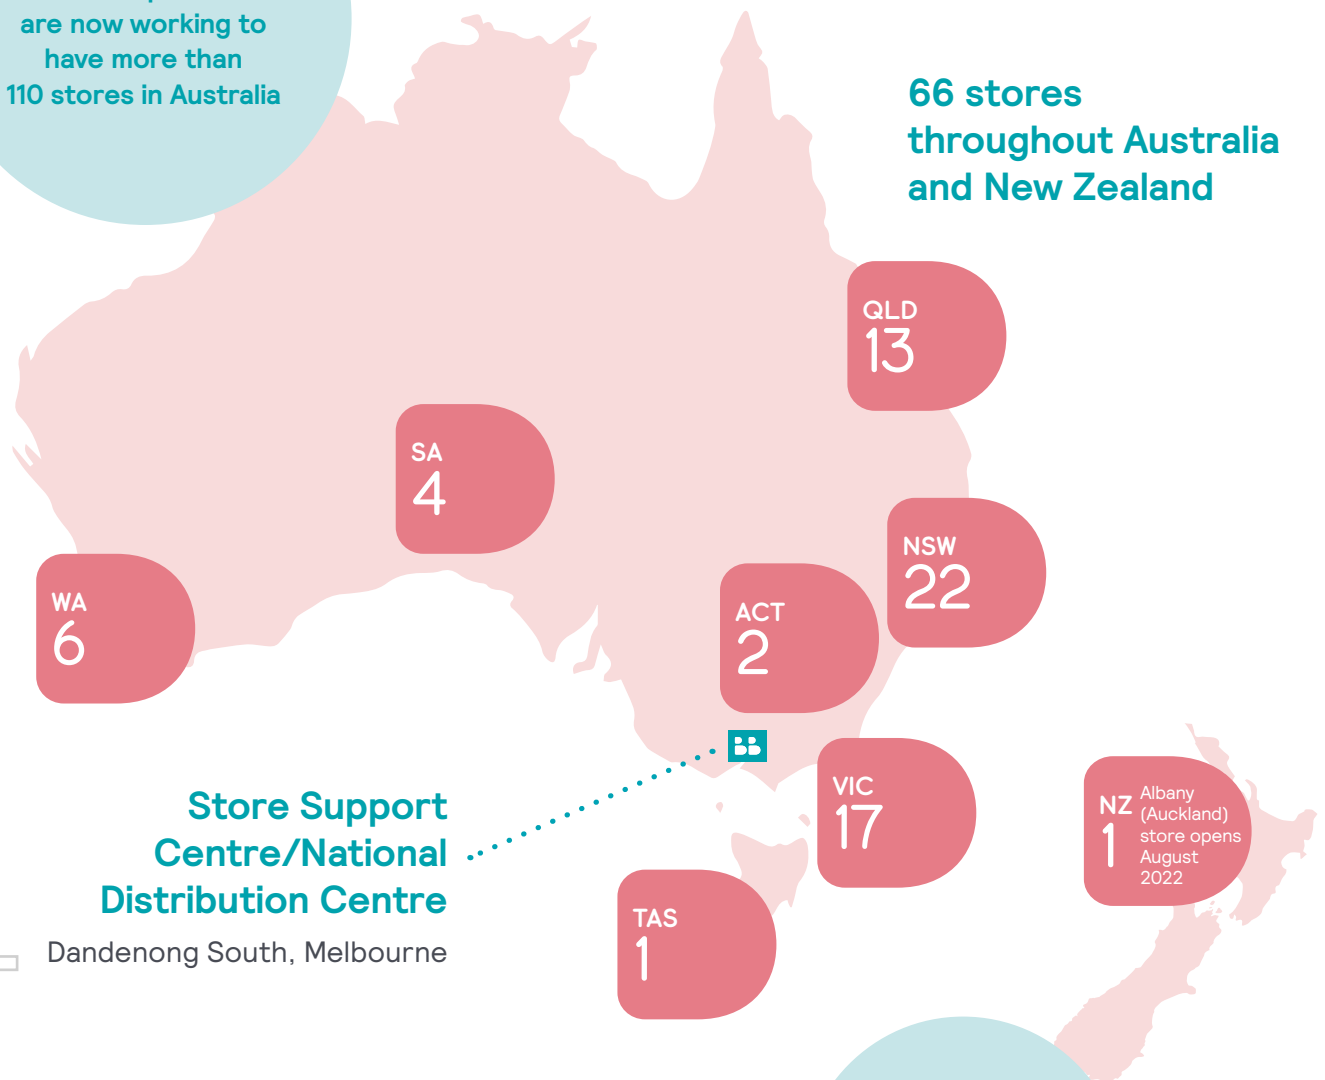 are now working to
have more than
110 stores in Australia
66 stores
throughout Australia
and New Zealand
QLD
13
SA
4
NSW
22
WA
6
ACT
2
VIC
17
NZ
1
Albany
(Auckland)
store opens
August
2022
Store Support
Centre/National
Distribution Centre
Dandenong South, Melbourne
TAS
1